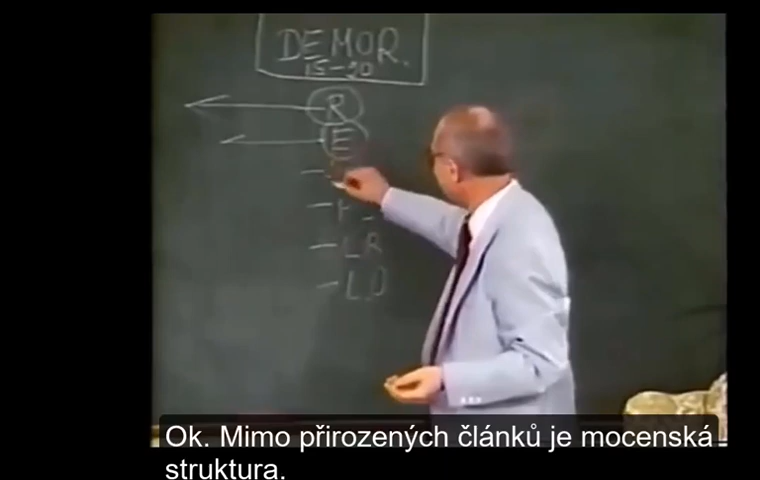 DEMOR.
15-20
R
E
- LR
- LD
Ok. Mimo přirozených článků je mocenská
struktura.